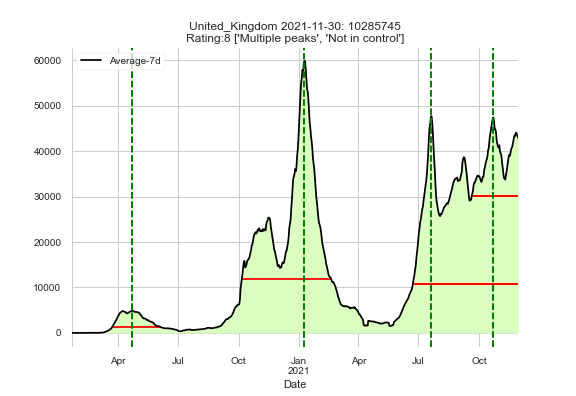 United_Kingdom 2021-11-30: 10285745
Rating:8 ['Multiple peaks', 'Not in control']
Average-7d
60000
50000
40000
30000
20000
10000
0
Apr Jul Oct Jan Apr Jul Oct
2021
Date